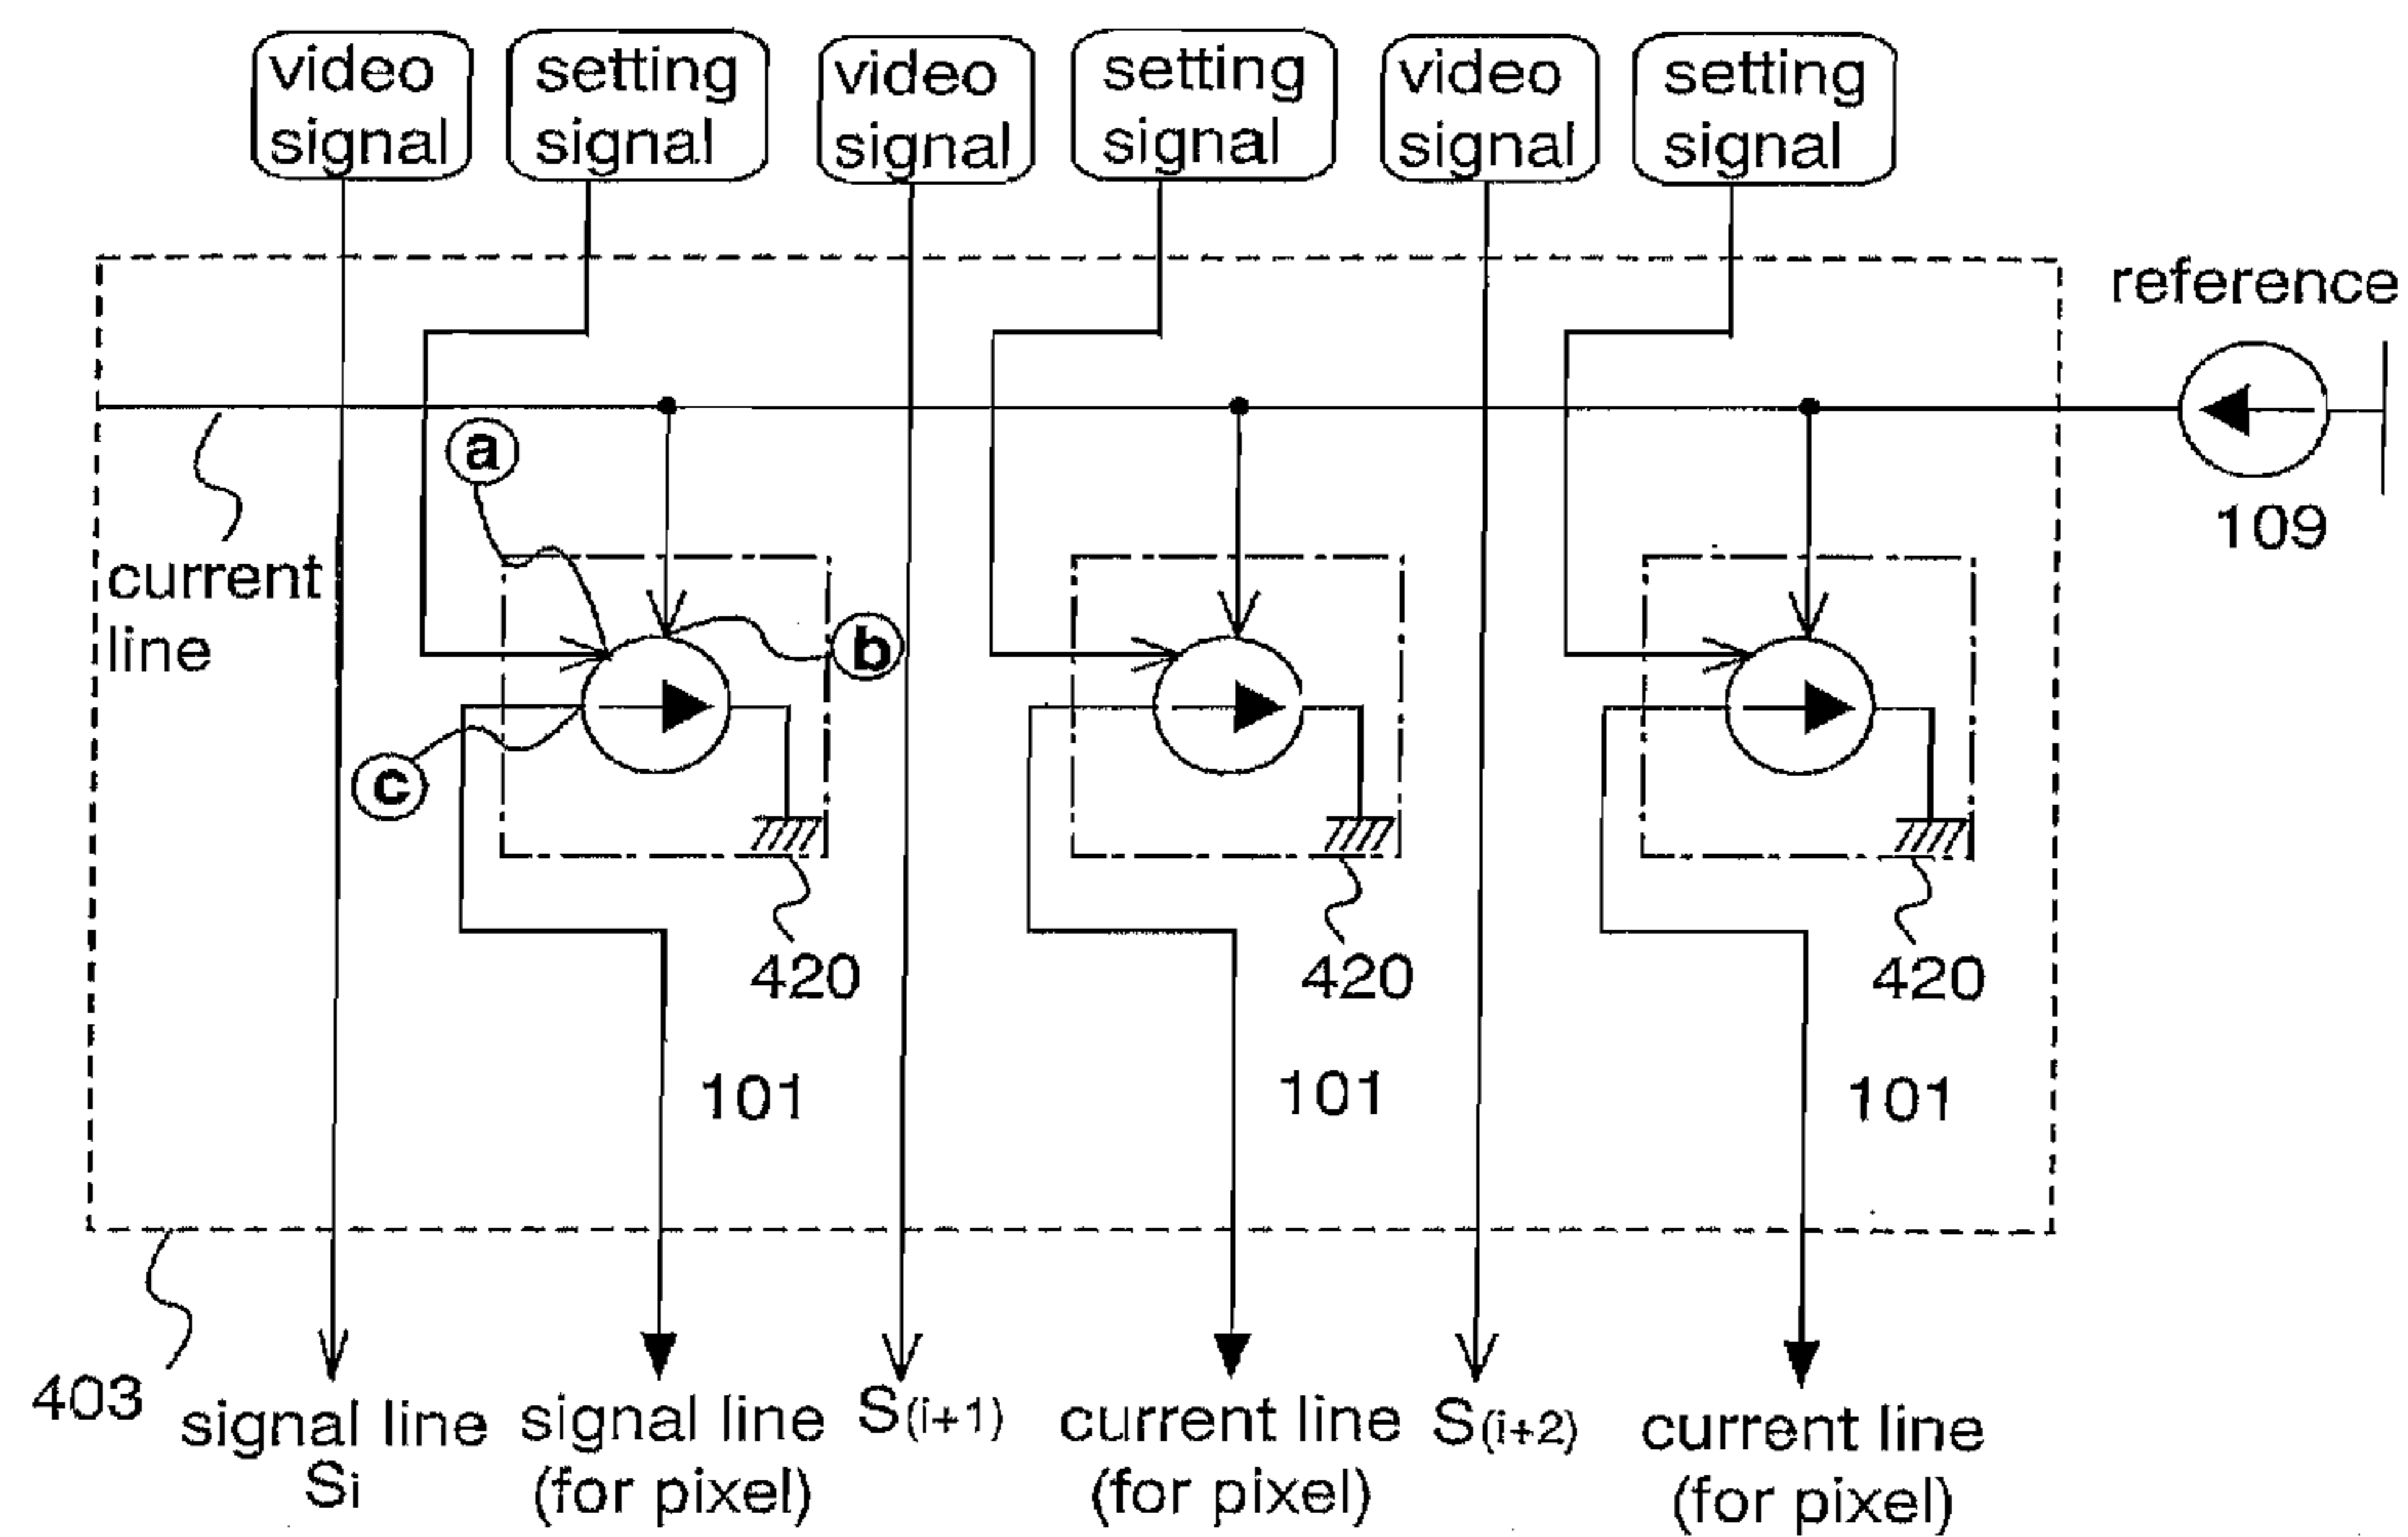 video
signal
setting
signal
video
signal
setting
signal
video
signal
setting
signal
reference
109
current
line
a
b
c
420
420
420
101
101
101
403
signal line
Si
signal line
(for pixel)
S(i+1)
current line
(for pixel)
S(i+2)
current line
(for pixel)